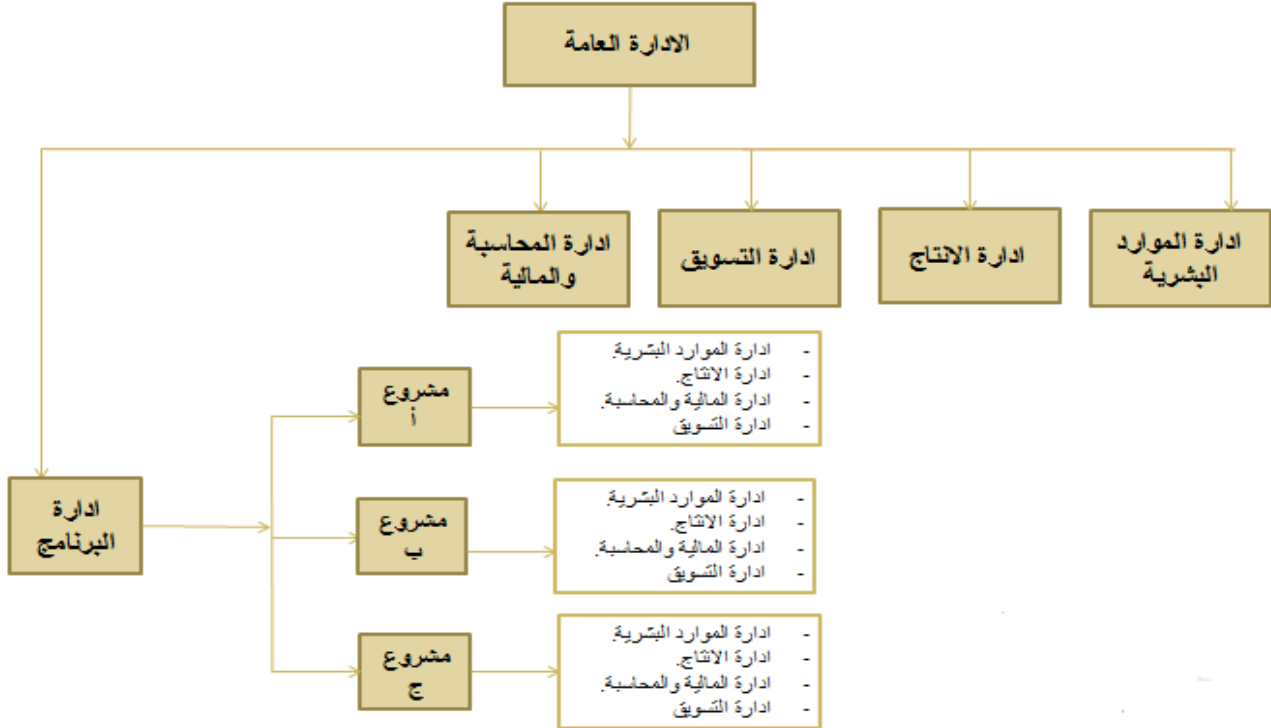 الادارة العامة
ادارة الموارد
البشرية
ادارة الانتاج
ادارة التسويق
ادارة المحاسبة
والمالية
ادارة
البرنامج
مشروع
أ
- ادارة الموارد البشرية.
- ادارة الانتاج.
- ادارة المالية والمحاسبة.
- ادارة التسويق
مشروع
ب
- ادارة الموارد البشرية.
- ادارة الانتاج.
- ادارة المالية والمحاسبة.
- ادارة التسويق
مشروع
ج
- ادارة الموارد البشرية.
- ادارة الانتاج.
- ادارة المالية والمحاسبة.
- ادارة التسويق